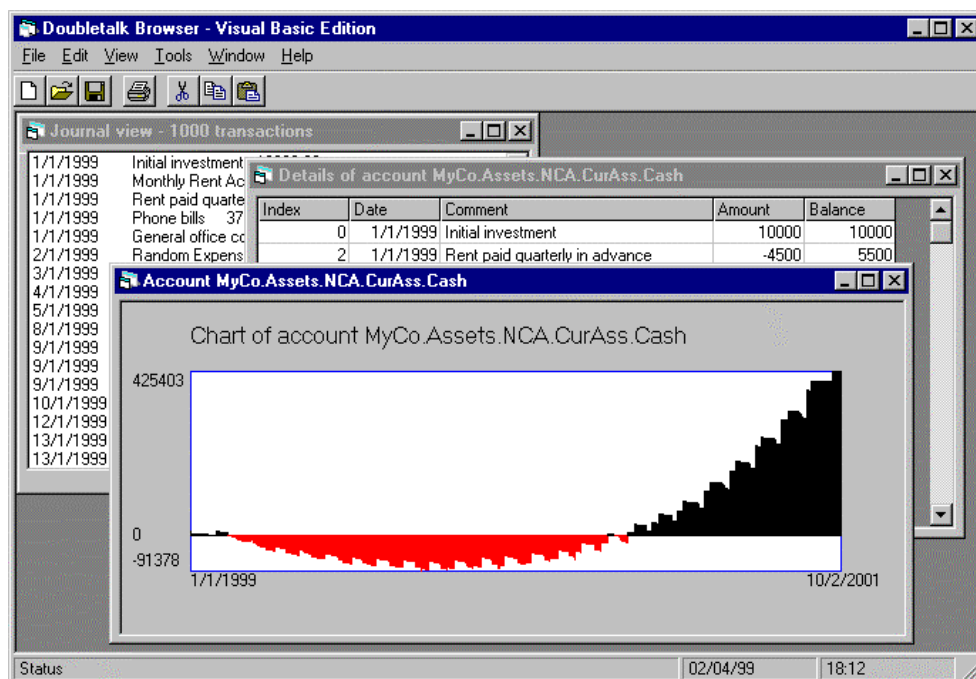 Doubletalk Browser - Visual Basic Edition
File Edit View Tools Window Help
Journal view - 1000 transactions
1/1/1999 Initial investment
1/1/1999 Monthly Rent Ac
1/1/1999 Rent paid quarte
1/1/1999 Phone bills 37
1/1/1999 General office co
2/1/1999 Random Expens
3/1/1999
4/1/1999
5/1/1999
8/1/1999
9/1/1999
9/1/1999
9/1/1999
10/1/1999
12/1/1999
13/1/1999
13/1/1999
Details of account MyCo.Assets.NCA.CurAss.Cash
Index Date Comment Amount Balance
0 1/1/1999 Initial investment 10000 10000
2 1/1/1999 Rent paid quarterly in advance -4500 5500
Account MyCo.Assets.NCA.CurAss.Cash
Chart of account MyCo.Assets.NCA.CurAss.Cash
425403
0
-91378
1/1/1999 10/2/2001
Status 02/04/99 18:12